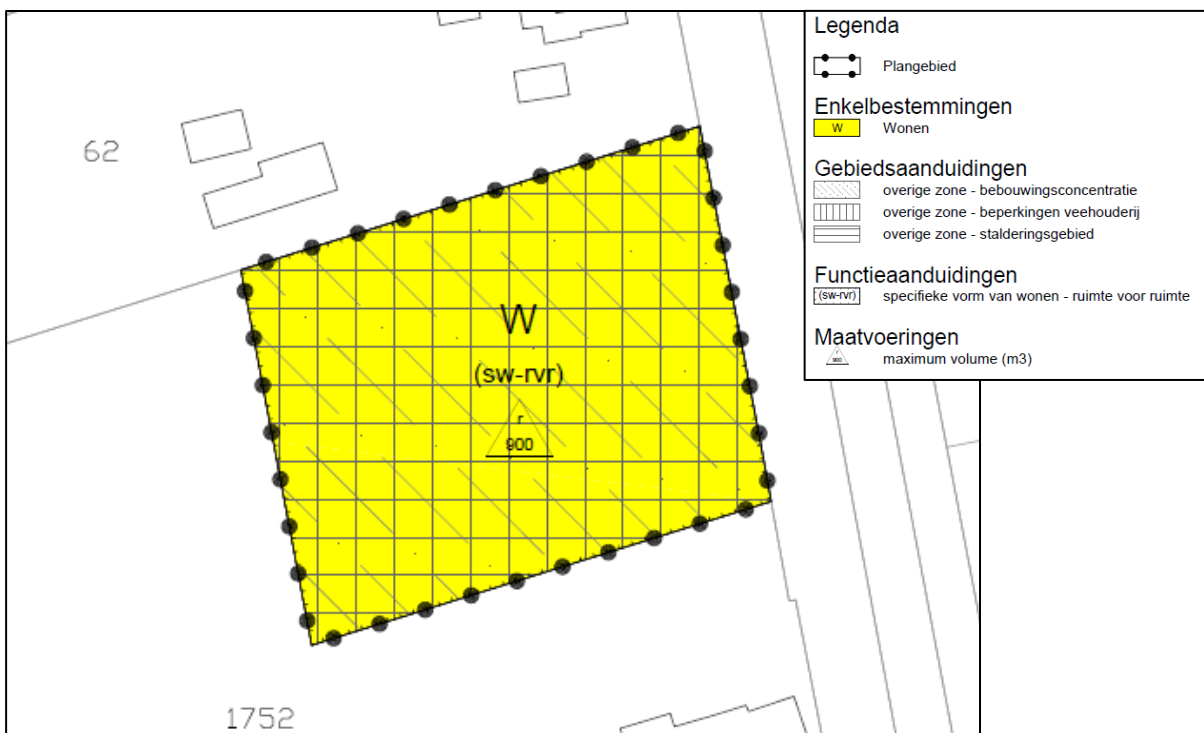 Legenda
Plangebied
Enkelbestemmingen
W Wonen
Gebiedsaanduidingen
overige zone - bebouwingsconcentratie
overige zone - beperkingen veehouderij
overige zone - stalderingsgebied
Functieaanduidingen
(sw-rvr) specifieke vorm van wonen - ruimte voor ruimte
Maatvoeringen
r
900 maximum volume (m3)
62
W
(sw-rvr)
r
900
1752